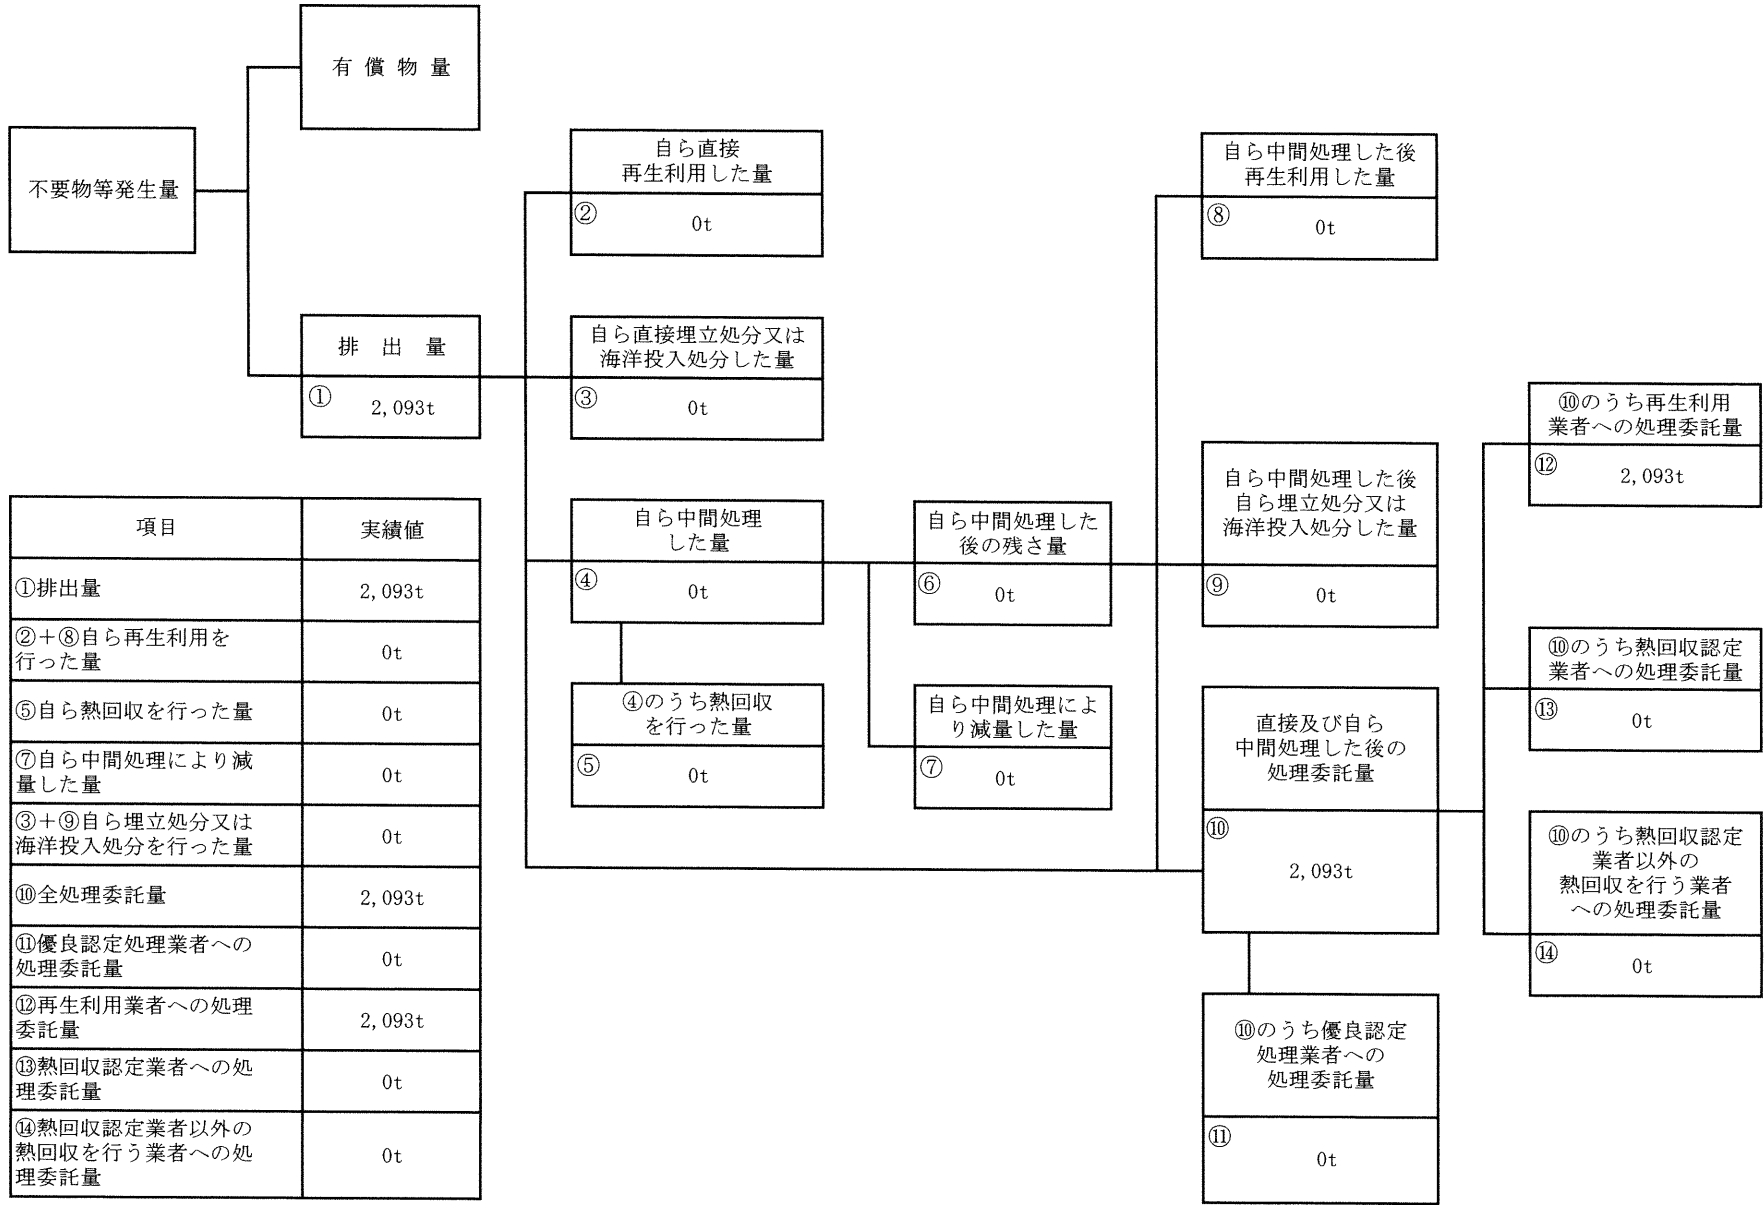 有償物量
不要物等発生量
排出量
① 2,093t
自ら直接
再生利用した量
② 0t
自ら直接埋立処分又は
海洋投入処分した量
③ 0t
自ら中間処理
した量
④ 0t
④のうち熱回収
を行った量
⑤ 0t
自ら中間処理した
後の残さ量
⑥ 0t
自ら中間処理によ
り減量した量
⑦ 0t
自ら中間処理した後
再生利用した量
⑧ 0t
自ら中間処理した後
自ら埋立処分又は
海洋投入処分した量
⑨ 0t
直接及び自ら
中間処理した後の
処理委託量
⑩
2,093t
⑩のうち優良認定
処理業者への
処理委託量
⑪ 0t
⑩のうち再生利用
業者への処理委託量
⑫ 2,093t
⑩のうち熱回収認定
業者への処理委託量
⑬ 0t
⑩のうち熱回収認定
業者以外の
熱回収を行う業者
への処理委託量
⑭ 0t
項目 実績値
①排出量 2,093t
②+⑧自ら再生利用を
行った量 0t
⑤自ら熱回収を行った量 0t
⑦自ら中間処理により減
量した量 0t
③+⑨自ら埋立処分又は
海洋投入処分を行った量 0t
⑩全処理委託量 2,093t
⑪優良認定処理業者への
処理委託量 0t
⑫再生利用業者への処理
委託量 2,093t
⑬熱回収認定業者への処
理委託量 0t
⑭熱回収認定業者以外の
熱回収を行う業者への処 0t
理委託量